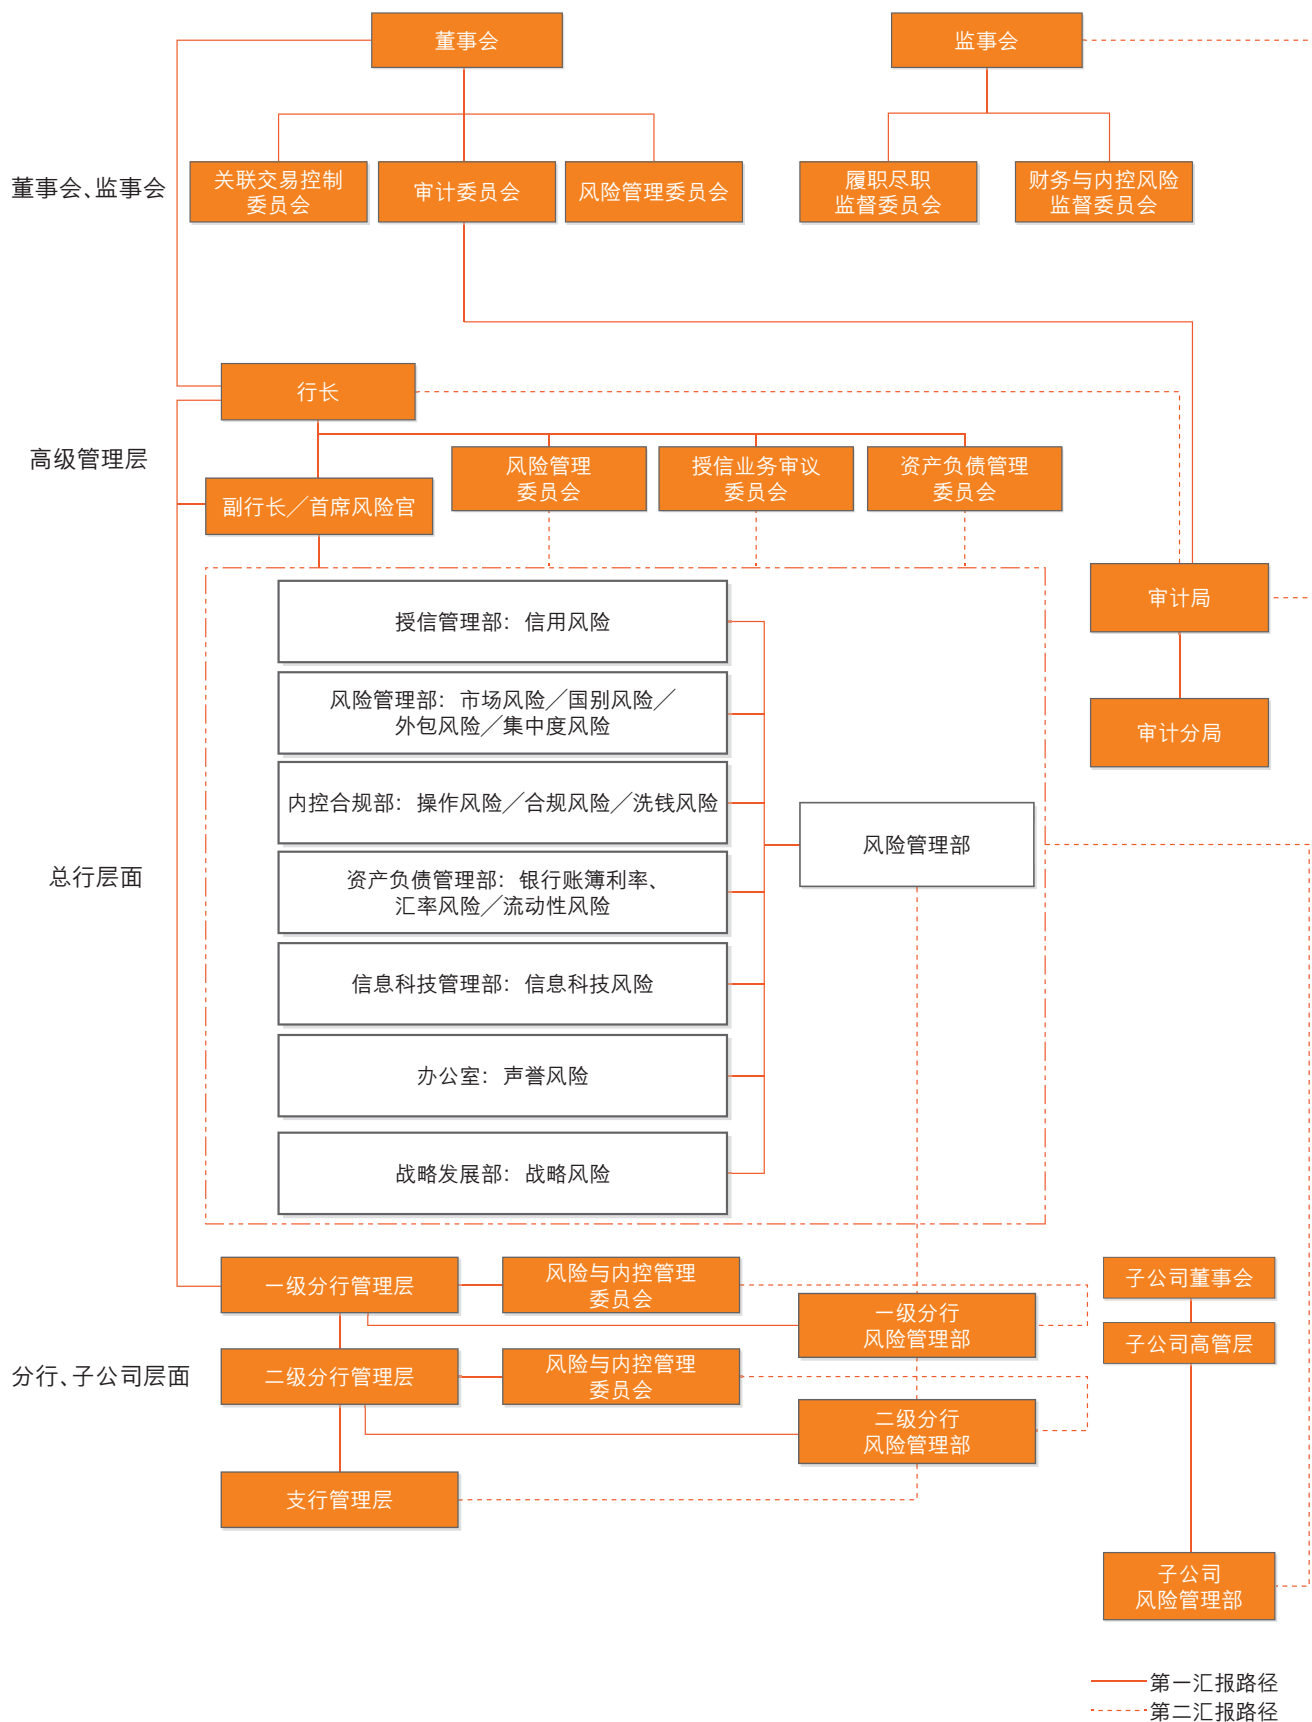 董事会
监事会
董事会、监事会
关联交易控制
委员会
审计委员会
风险管理委员会
履职尽职
监督委员会
财务与内控风险
监督委员会
行长
高级管理层
副行长／首席风险官
风险管理
委员会
授信业务审议
委员会
资产负债管理
委员会
审计局
审计分局
总行层面
授信管理部：信用风险
风险管理部：市场风险／国别风险／
外包风险／集中度风险
内控合规部：操作风险／合规风险／洗钱风险
资产负债管理部：银行账簿利率、
汇率风险／流动性风险
信息科技管理部：信息科技风险
办公室：声誉风险
战略发展部：战略风险
风险管理部
分行、子公司层面
一级分行管理层
风险与内控管理
委员会
一级分行
风险管理部
二级分行管理层
风险与内控管理
委员会
二级分行
风险管理部
支行管理层
子公司董事会
子公司高管层
子公司
风险管理部
第一汇报路径
第二汇报路径